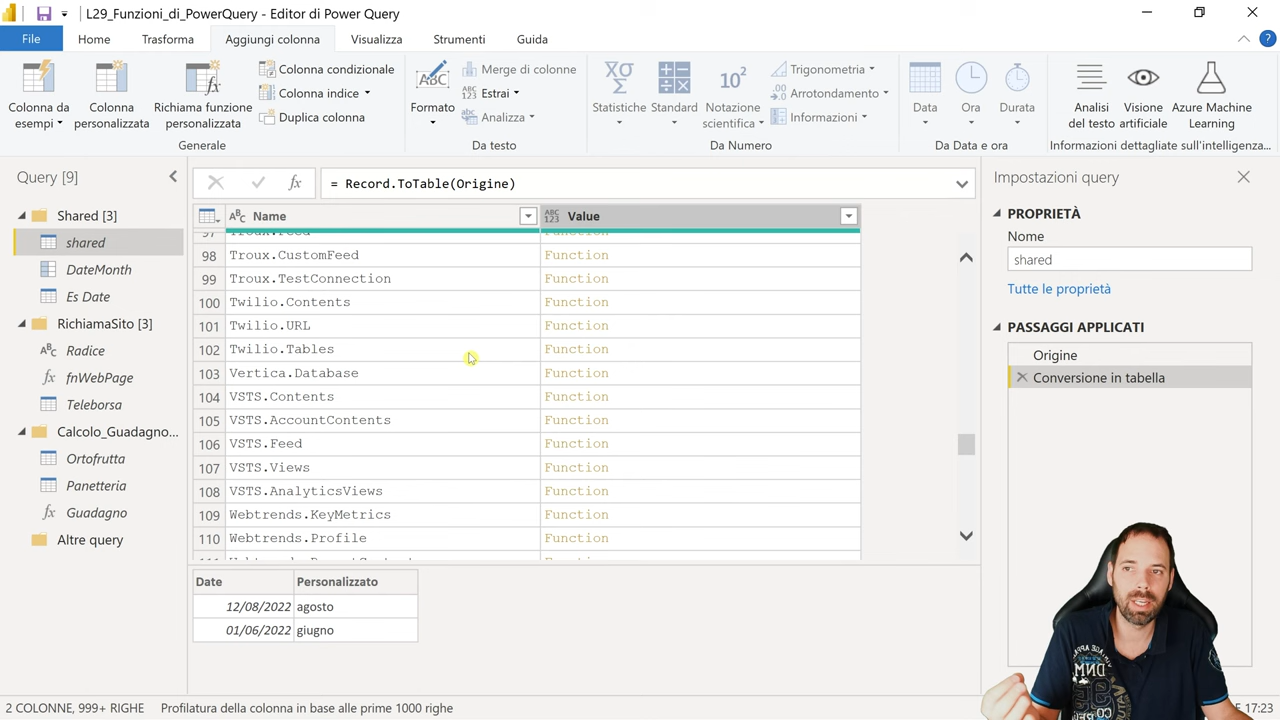 L29_Funzioni_di_PowerQuery - Editor di Power Query
File Home Trasforma Aggiungi colonna Visualizza Strumenti Guida
Colonna da esempi
Colonna personalizzata
Richiama funzione personalizzata
Colonna condizionale
Colonna indice
Duplica colonna
Generale
Formato
Merge di colonne
Estrai
Analizza
Da testo
Statistiche
Standard
Notazione scientifica
Trigonometria
Arrotondamento
Informazioni
Da Numero
Data
Ora
Durata
Da Data e ora
Analisi del testo
Visione artificiale
Azure Machine Learning
Informazioni dettagliate sull'intelligenza...
Query [9]
Shared [3]
shared
DateMonth
Es Date
RichiamaSito [3]
Radice
fnWebPage
Teleborsa
Calcolo_Guadagno...
Ortofrutta
Panetteria
Guadagno
Altre query
= Record.ToTable(Origine)
Name Value
98 Troux.CustomFeed Function
99 Troux.TestConnection Function
100 Twilio.Contents Function
101 Twilio.URL Function
102 Twilio.Tables Function
103 Vertica.Database Function
104 VSTS.Contents Function
105 VSTS.AccountContents Function
106 VSTS.Feed Function
107 VSTS.Views Function
108 VSTS.AnalyticsViews Function
109 Webtrends.KeyMetrics Function
110 Webtrends.Profile Function
Date Personalizzato
12/08/2022 agosto
01/06/2022 giugno
Impostazioni query
PROPRIETÀ
Nome
shared
Tutte le proprietà
PASSAGGI APPLICATI
Origine
Conversione in tabella
2 COLONNE, 999+ RIGHE Profilatura della colonna in base alle prime 1000 righe
17:23